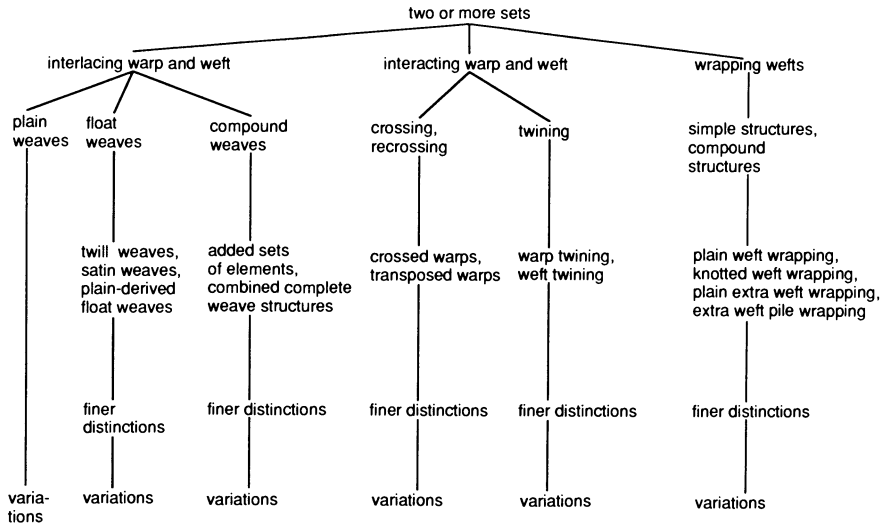 two or more sets
interlacing warp and weft
interacting warp and weft
wrapping wefts
plain
weaves
float
weaves
compound
weaves
crossing,
recrossing
twining
simple structures,
compound
structures
twill weaves,
satin weaves,
plain-derived
float weaves
added sets
of elements,
combined complete
weave structures
crossed warps,
transposed warps
warp twining,
weft twining
plain weft wrapping,
knotted weft wrapping,
plain extra weft wrapping,
extra weft pile wrapping
finer
distinctions
finer distinctions
finer distinctions
finer distinctions
finer distinctions
varia-
tions
variations
variations
variations
variations
variations